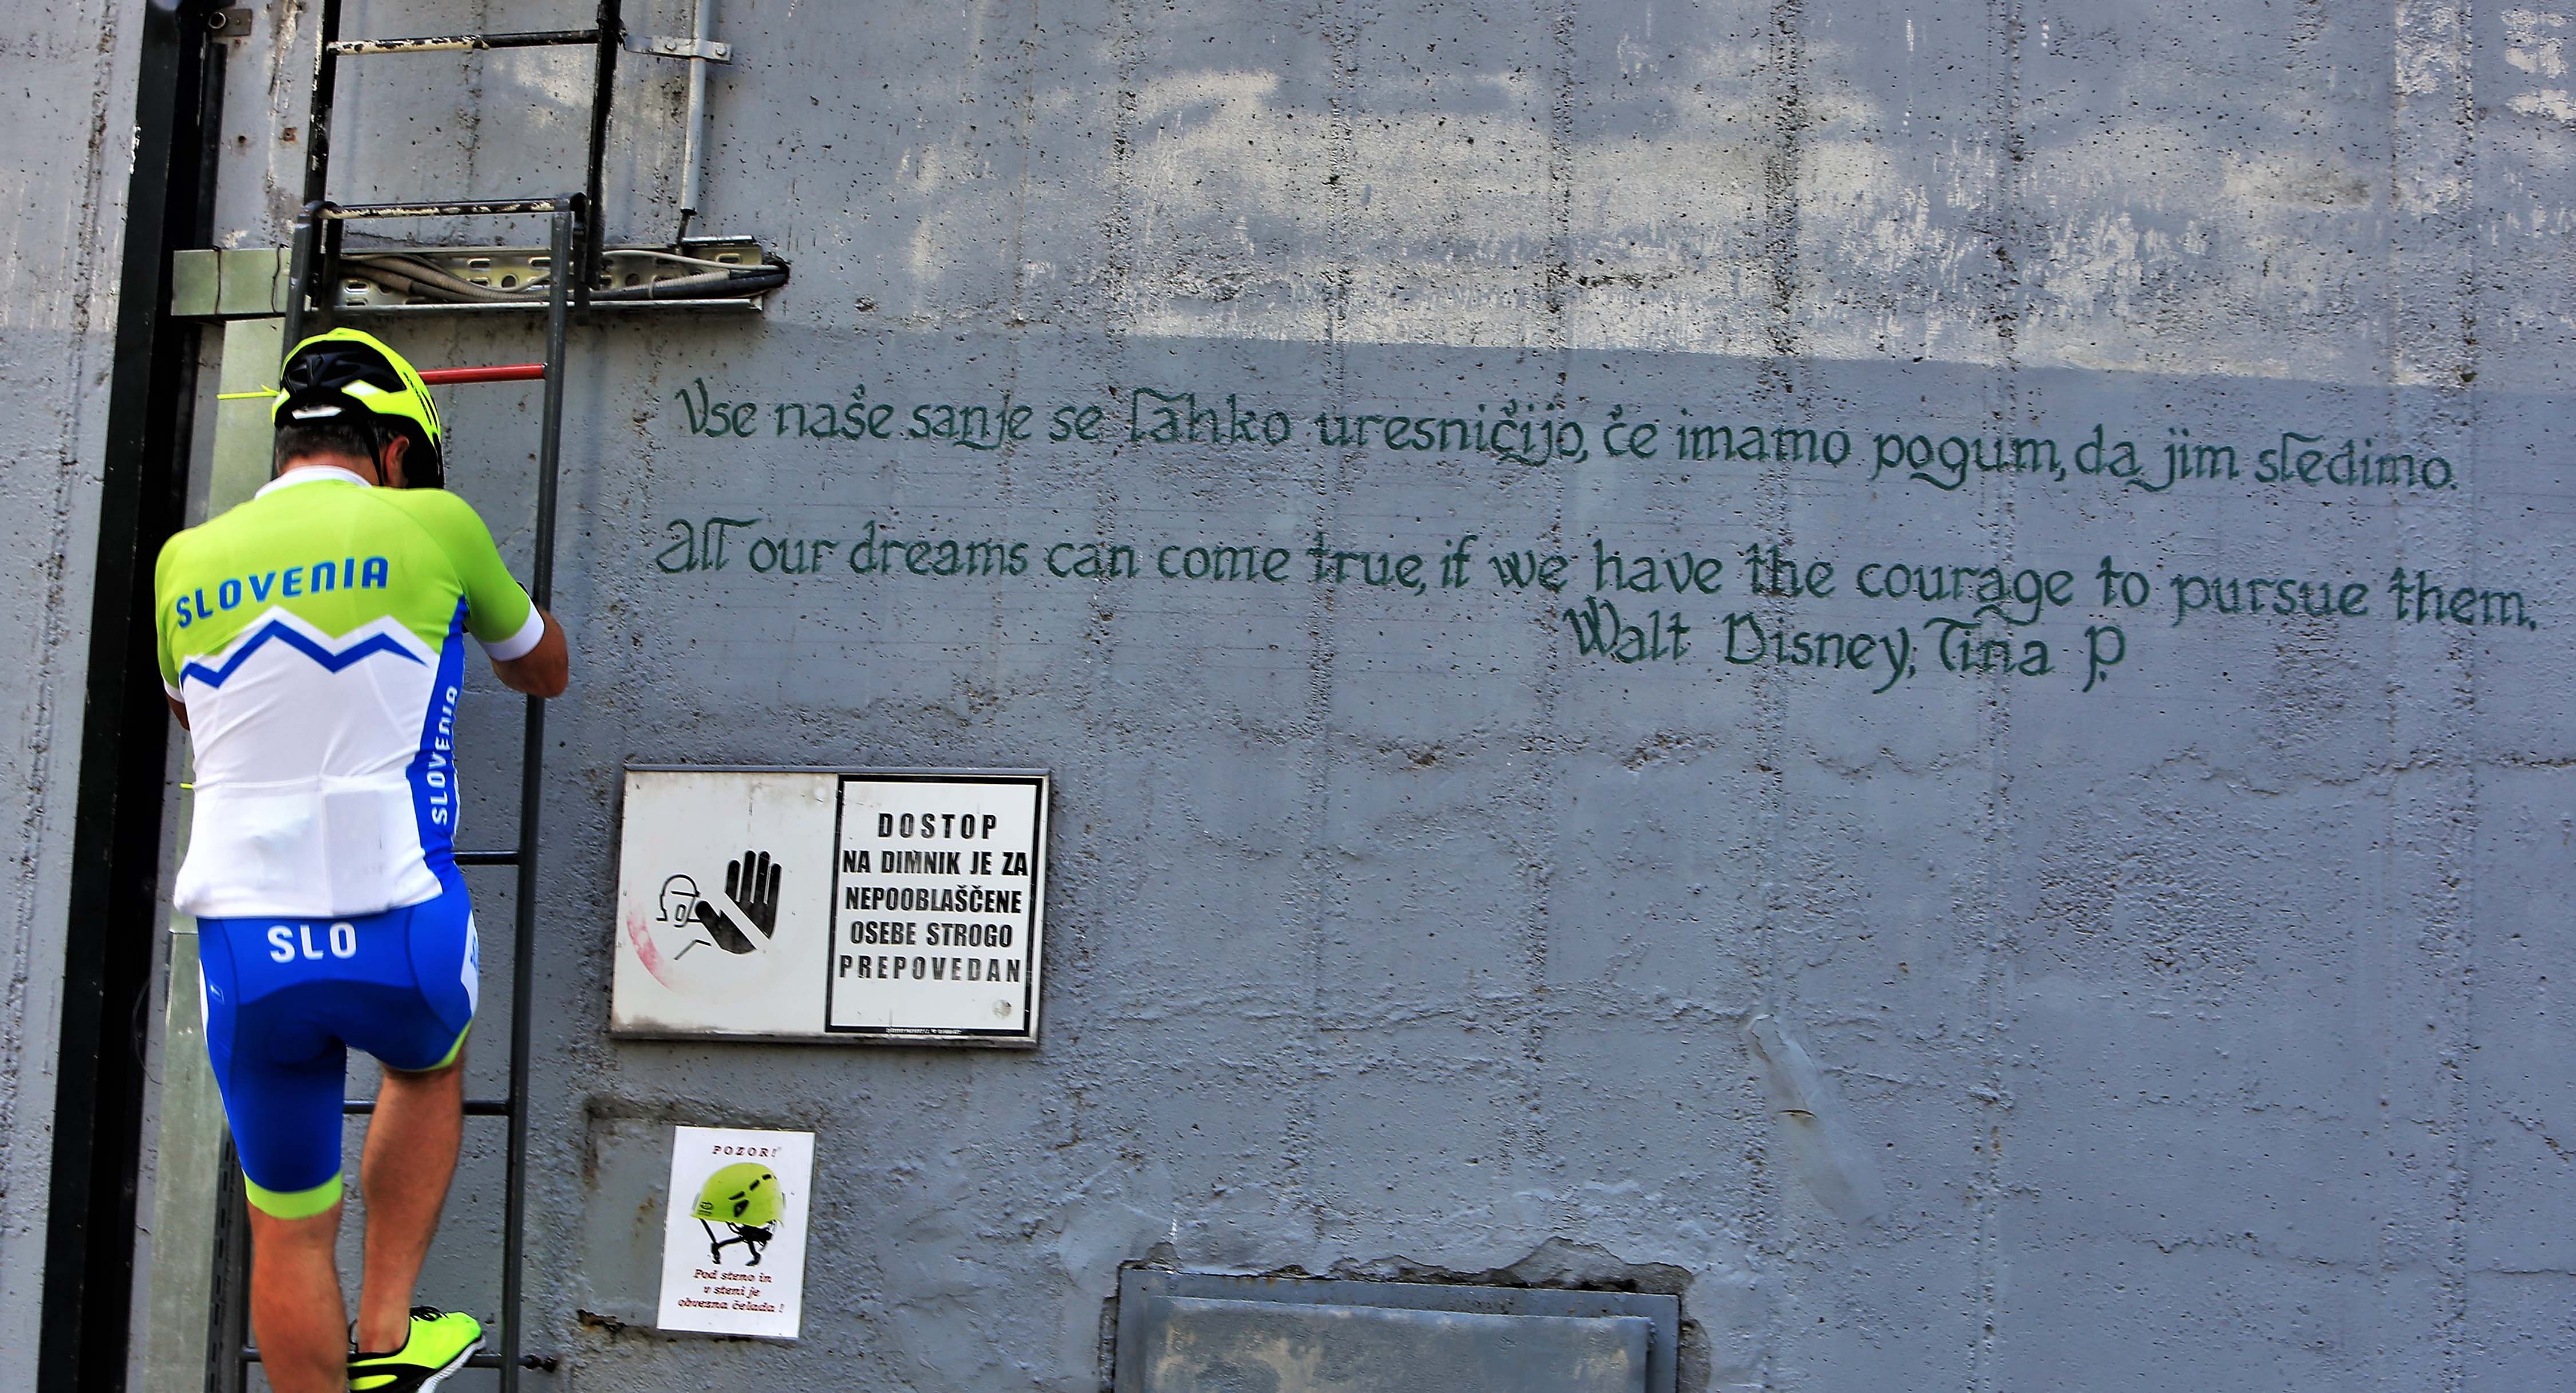 Vse naše sanje se lahko uresničijo, če imamo pogum, da jim sledimo.
All our dreams can come true, if we have the courage to pursue them.
Walt Disney, Tina P.
SLOVENIA
SLOVENIA
SLO
DOSTOP
NA DIMNIK JE ZA
NEPOOBLAŠČENE
OSEBE STROGO
PREPOVEDAN
POZOR!
Pod steno in
v steni je
obvezna čelada!